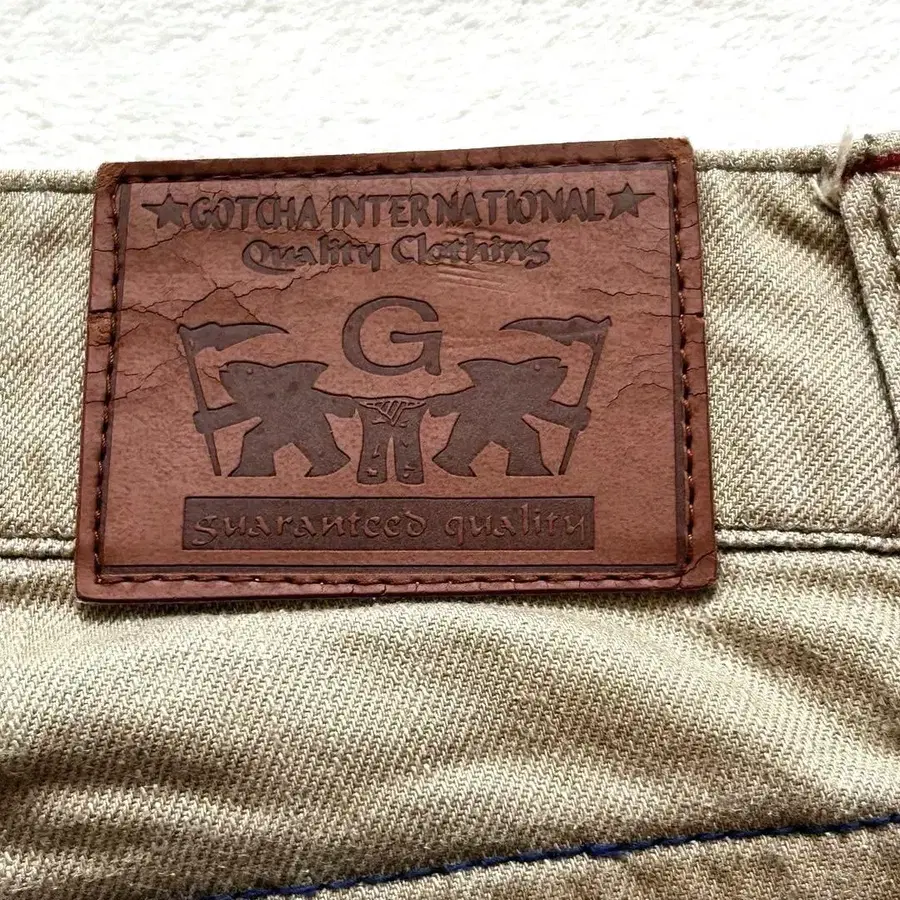 ★GOTCHA INTERNATIONAL★
Quality Clothing
G
guaranteed quality